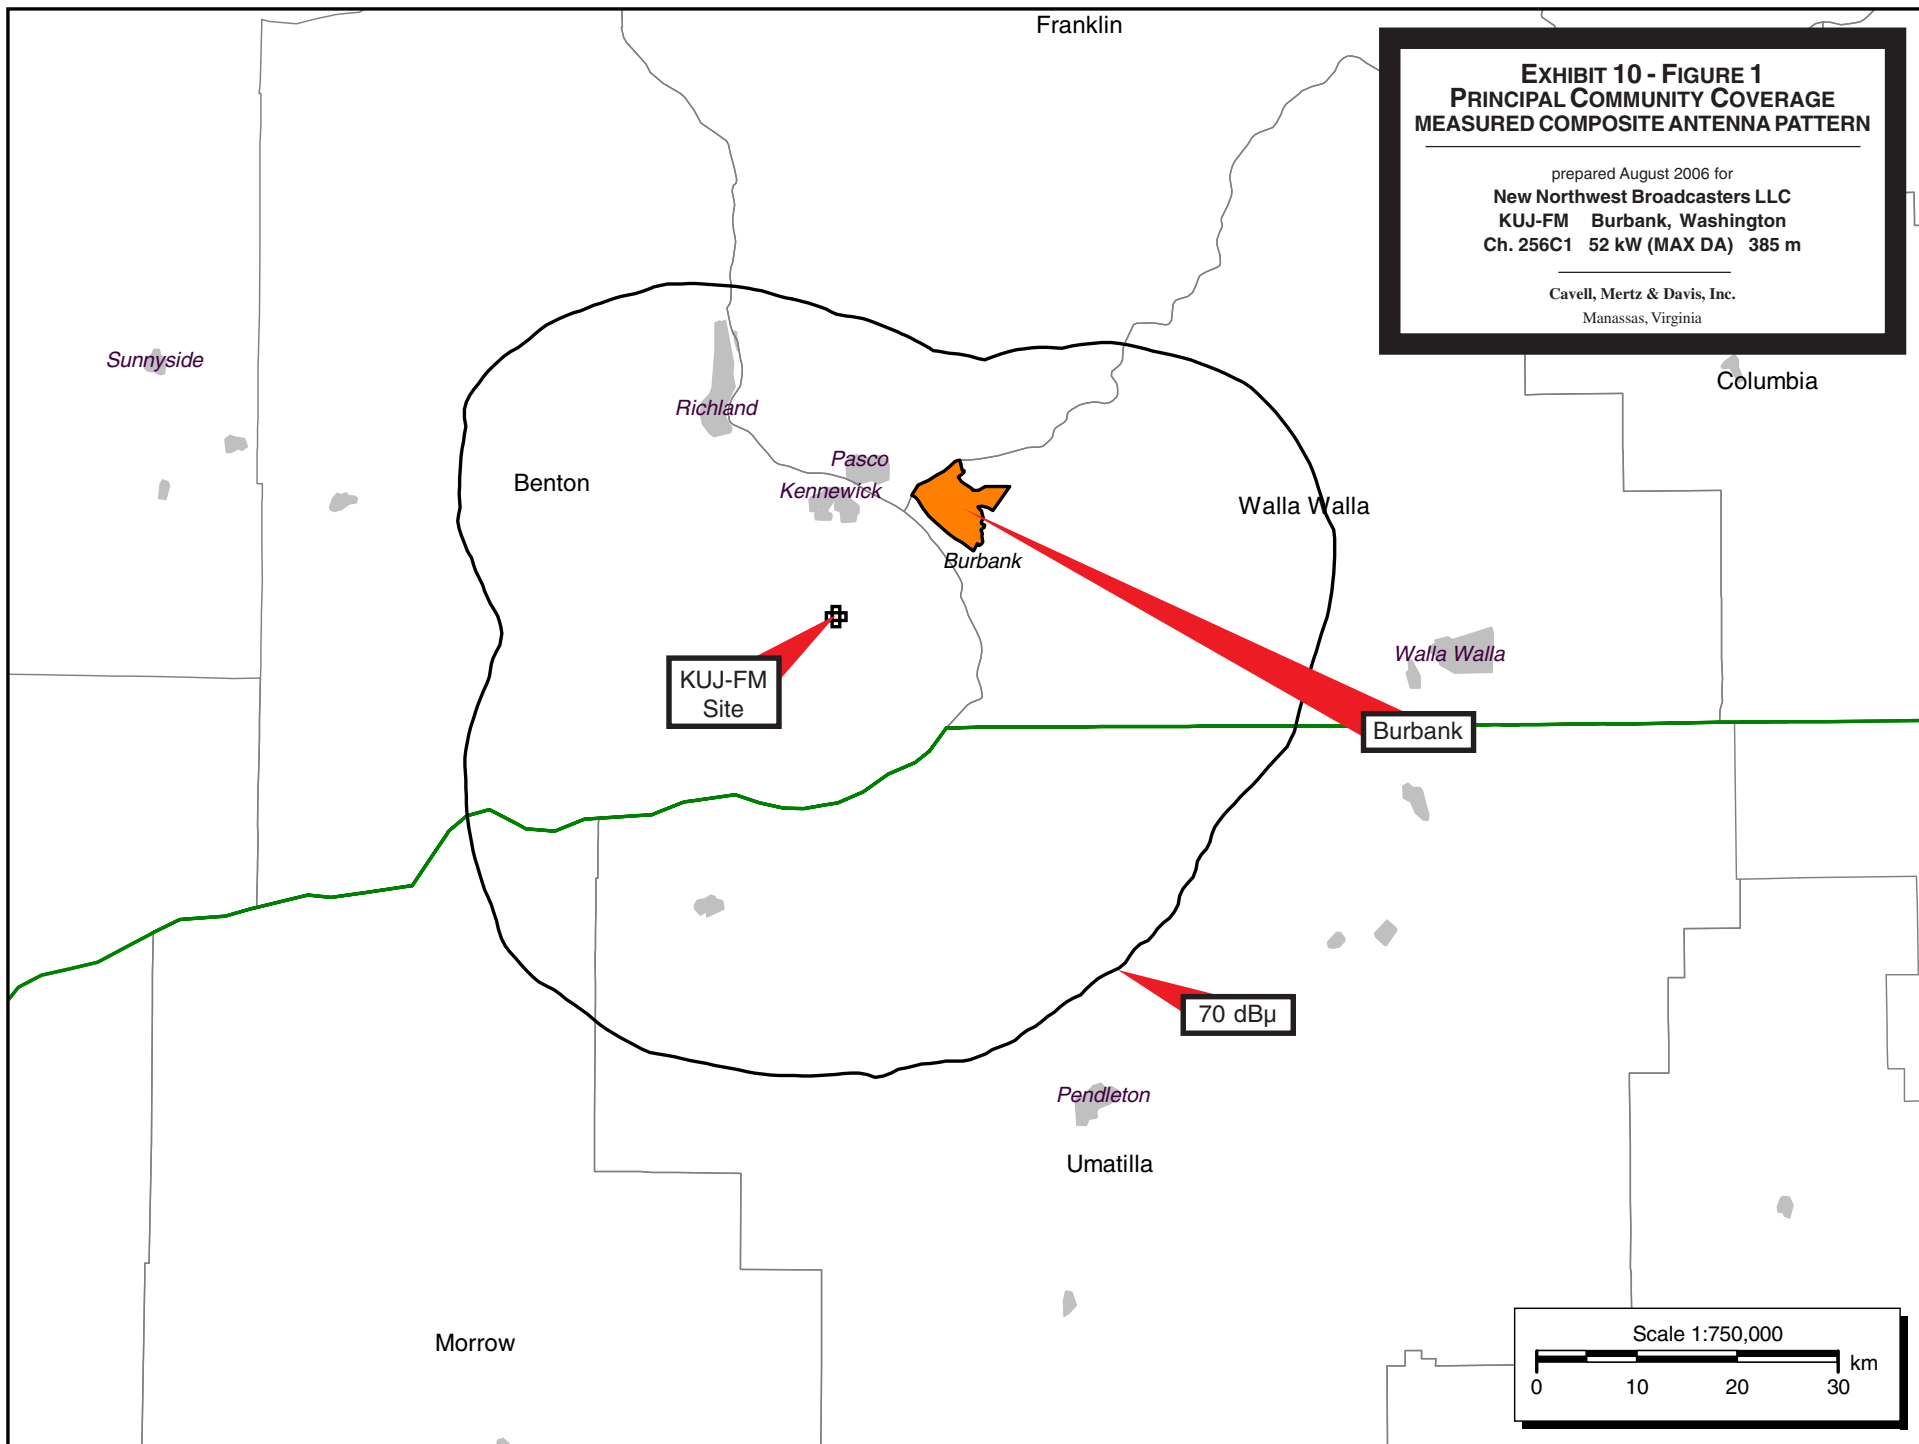 Franklin
EXHIBIT 10 - FIGURE 1
PRINCIPAL COMMUNITY COVERAGE
MEASURED COMPOSITE ANTENNA PATTERN
prepared August 2006 for
New Northwest Broadcasters LLC
KUJ-FM Burbank, Washington
Ch. 256C1 52 kW (MAX DA) 385 m
Cavell, Mertz & Davis, Inc.
Manassas, Virginia
Sunnyside
Columbia
Richland
Pasco
Benton
Kennewick
Walla Walla
Burbank
Walla Walla
KUJ-FM
Site
Burbank
70 dBµ
Pendleton
Umatilla
Morrow
Scale 1:750,000
km
0 10 20 30